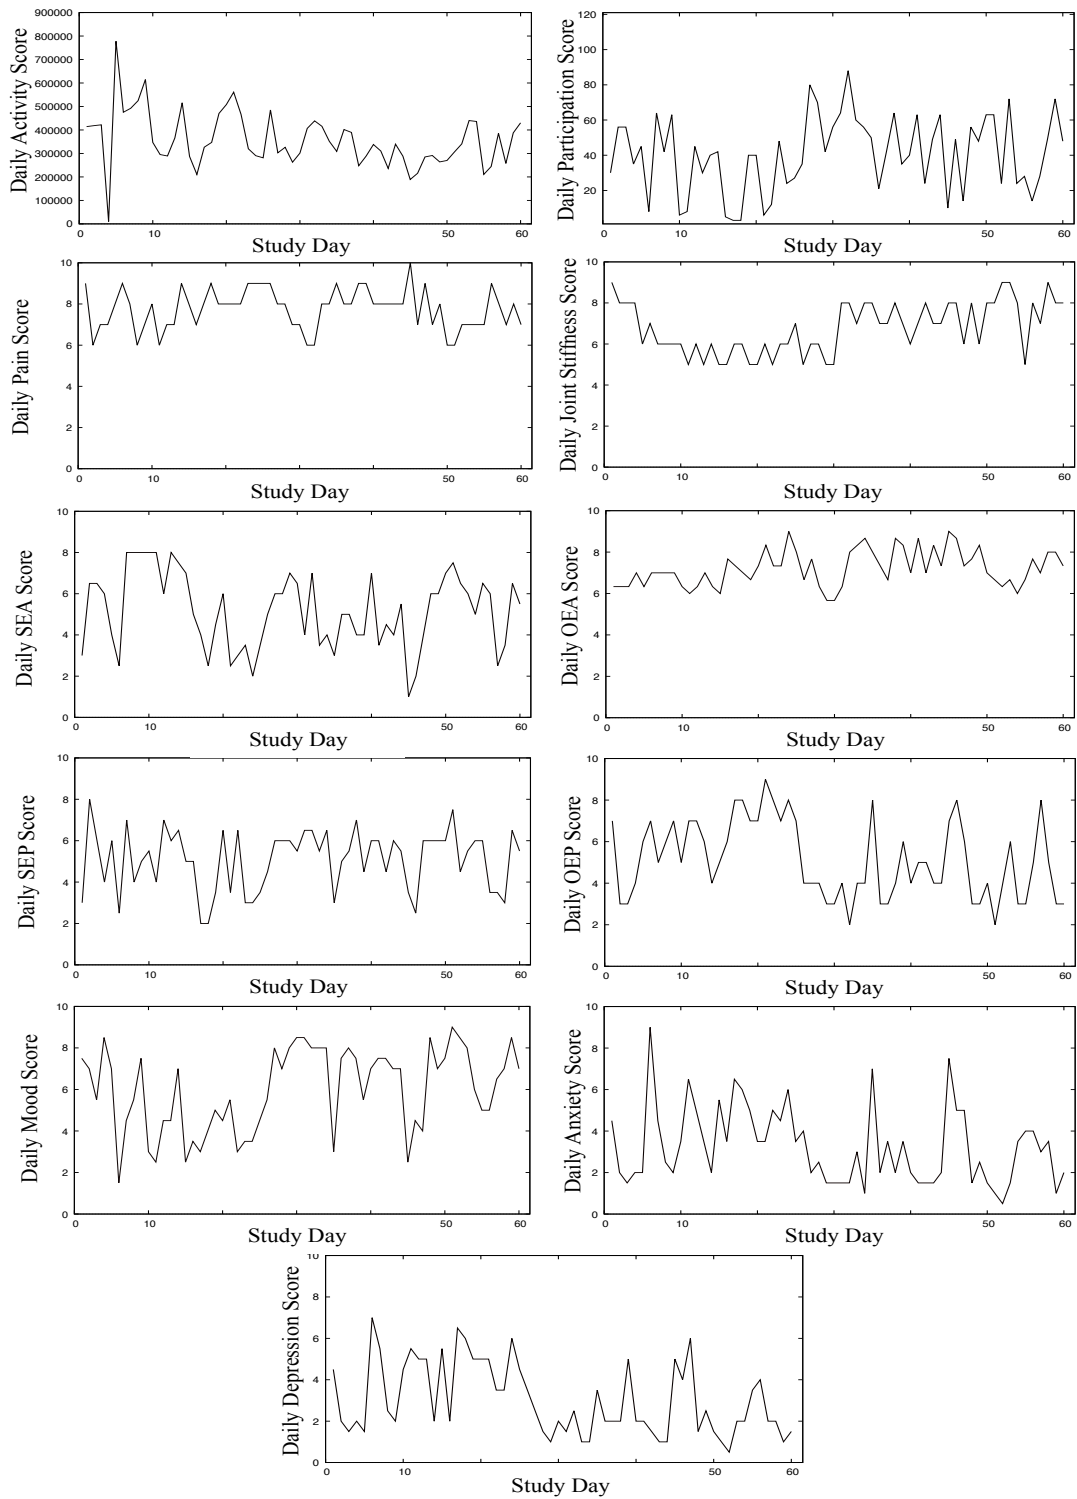 900000
800000
700000
600000
500000
400000
300000
200000
100000
0
Daily Activity Score
0 10 50 60
Study Day
120
100
80
60
40
20
Daily Participation Score
0 10 50 60
Study Day
10
8
6
4
2
0
Daily Pain Score
0 10 50 60
Study Day
10
8
6
4
2
0
Daily Joint Stiffness Score
0 10 50 60
Study Day
10
8
6
4
2
0
Daily SEA Score
0 10 50 60
Study Day
10
8
6
4
2
0
Daily OEA Score
0 10 50 60
Study Day
10
8
6
4
2
0
Daily SEP Score
0 10 50 60
Study Day
10
8
6
4
2
0
Daily OEP Score
0 10 50 60
Study Day
10
8
6
4
2
0
Daily Mood Score
0 10 50 60
Study Day
10
8
6
4
2
0
Daily Anxiety Score
0 10 50 60
Study Day
10
8
6
4
2
0
Daily Depression Score
0 10 50 60
Study Day